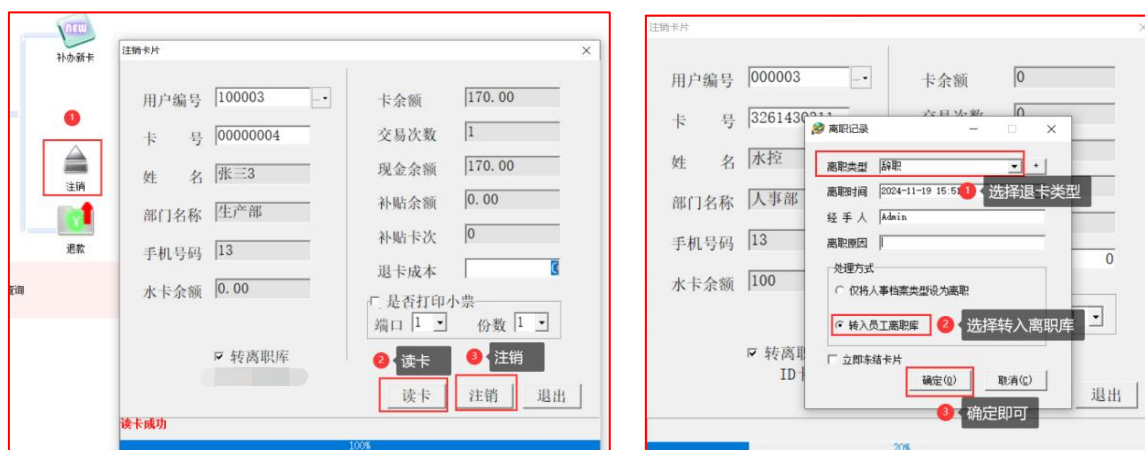 NEW
补办新卡
1
注销
退款
查询
注销卡片
用户编号 100003
卡 号 00000004
姓 名 张三3
部门名称 生产部
手机号码 13
水卡余额 0.00
卡余额 170.00
交易次数 1
现金余额 170.00
补贴余额 0.00
补贴卡次 0
退卡成本 0
是否打印小票
端口 1 份数 1
转离职库
2 读卡
3 注销
读卡 注销 退出
读卡成功
100%
注销卡片
用户编号 000003
卡 号
姓 名 水控
部门名称 人事部
手机号码 13
水卡余额 100
卡余额 0
交易次数 0
0
离职记录
离职类型 辞职 +
离职时间 2024-11-19 15:51
1 选择退卡类型
经 手 人 Admin
离职原因
处理方式
仅将人事档案类型设为离职
转入员工离职库
2 选择转入离职库
立即冻结卡片
确定(O) 取消(C)
3 确定即可
转离职
ID
退出
20%